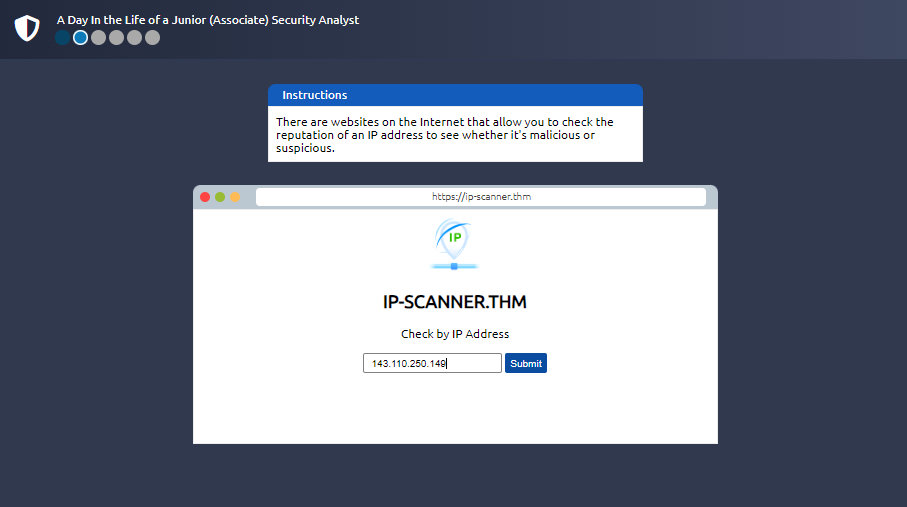 A Day In the Life of a Junior (Associate) Security Analyst
Instructions
There are websites on the Internet that allow you to check the
reputation of an IP address to see whether it's malicious or
suspicious.
https://ip-scanner.thm
IP
IP-SCANNER.THM
Check by IP Address
143.110.250.149
Submit